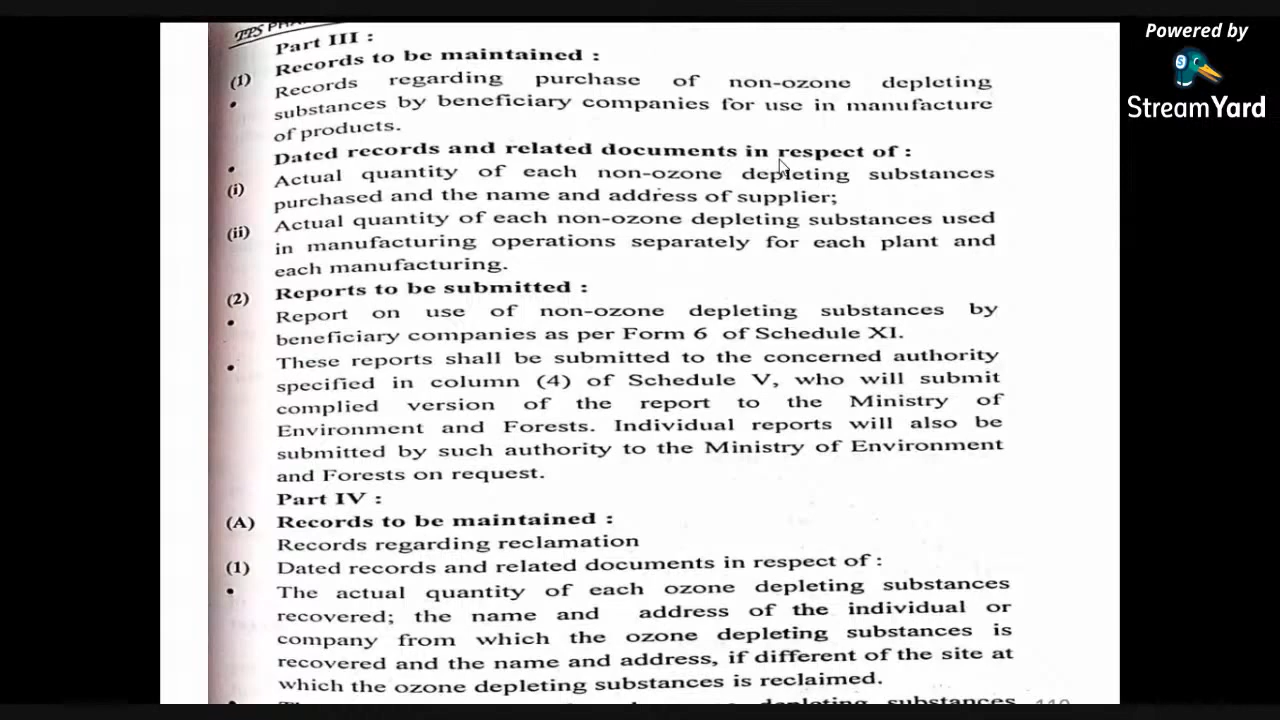 TPS
Part III :
(1) Records to be maintained :
• Records regarding purchase of non-ozone depleting
substances by beneficiary companies for use in manufacture
of products.
• Dated records and related documents in respect of :
(i) Actual quantity of each non-ozone depleting substances
purchased and the name and address of supplier;
(ii) Actual quantity of each non-ozone depleting substances used
in manufacturing operations separately for each plant and
each manufacturing.
(2) Reports to be submitted :
• Report on use of non-ozone depleting substances by
beneficiary companies as per Form 6 of Schedule XI.
• These reports shall be submitted to the concerned authority
specified in column (4) of Schedule V, who will submit
complied version of the report to the Ministry of
Environment and Forests. Individual reports will also be
submitted by such authority to the Ministry of Environment
and Forests on request.
Part IV :
(A) Records to be maintained :
Records regarding reclamation
(1) Dated records and related documents in respect of :
• The actual quantity of each ozone depleting substances
recovered; the name and address of the individual or
company from which the ozone depleting substances is
recovered and the name and address, if different of the site at
which the ozone depleting substances is reclaimed.
depleting substances
Powered by
StreamYard